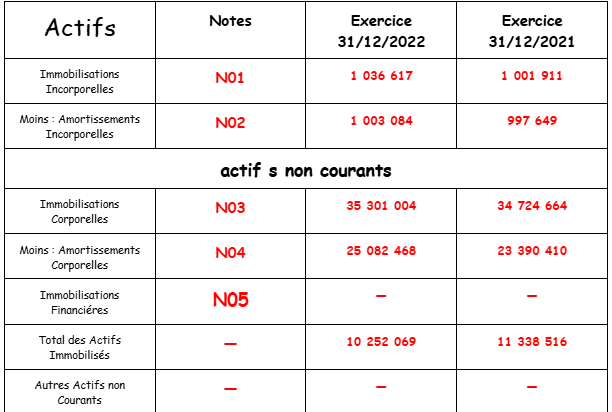 Actifs Notes Exercice 31/12/2022 Exercice 31/12/2021
Immobilisations Incorporelles N01 1 036 617 1 001 911
Moins : Amortissements Incorporelles N02 1 003 084 997 649
actif s non courants
Immobilisations Corporelles N03 35 301 004 34 724 664
Moins : Amortissements Corporelles N04 25 082 468 23 390 410
Immobilisations Financiéres N05 – –
Total des Actifs Immobilisés – 10 252 069 11 338 516
Autres Actifs non Courants – – –